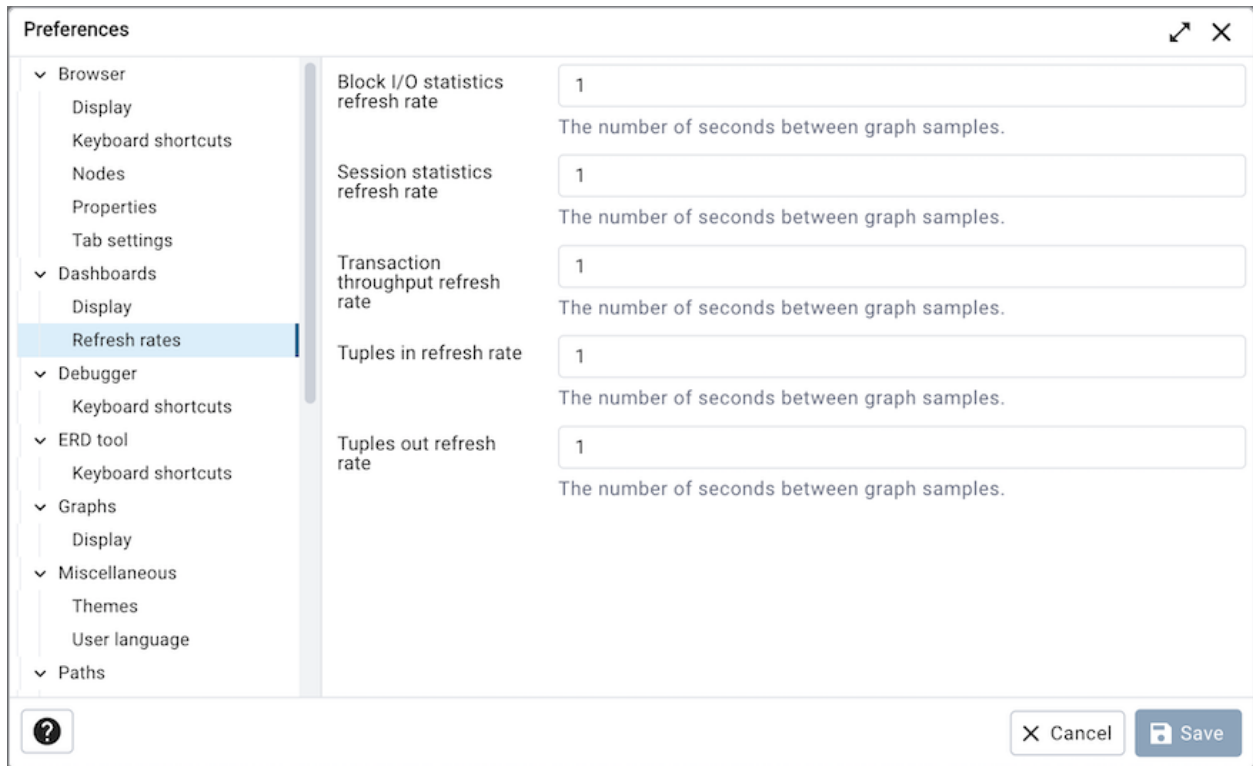 Preferences
Browser
Display
Keyboard shortcuts
Nodes
Properties
Tab settings
Dashboards
Display
Refresh rates
Debugger
Keyboard shortcuts
ERD tool
Keyboard shortcuts
Graphs
Display
Miscellaneous
Themes
User language
Paths
Block I/O statistics
refresh rate
1
The number of seconds between graph samples.
Session statistics
refresh rate
1
The number of seconds between graph samples.
Transaction
throughput refresh
rate
1
The number of seconds between graph samples.
Tuples in refresh rate
1
The number of seconds between graph samples.
Tuples out refresh
rate
1
The number of seconds between graph samples.
?
Cancel
Save